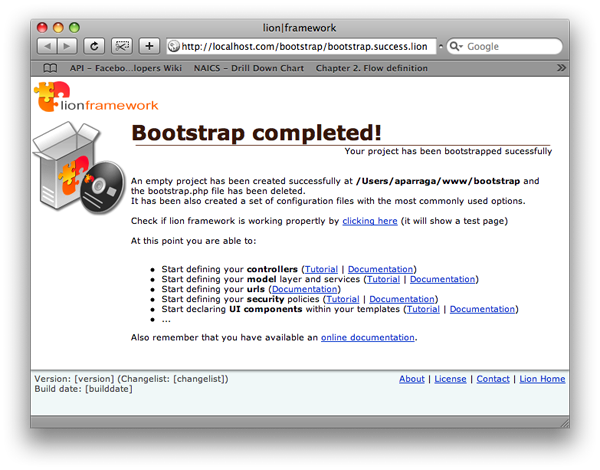 lion|framework
http://localhost.com/bootstrap/bootstrap.success.lion
Google
API – Facebo...lopers Wiki NAICS – Drill Down Chart Chapter 2. Flow definition
lionframework
Bootstrap completed!
Your project has been bootstrapped sucessfully
An empty project has been created successfully at /Users/aparraga/www/bootstrap and
the bootstrap.php file has been deleted.
It has been also created a set of configuration files with the most commonly used options.
Check if lion framework is working propertly by clicking here (it will show a test page)
At this point you are able to:
• Start defining your controllers (Tutorial | Documentation)
• Start defining your model layer and services (Tutorial | Documentation)
• Start defining your urls (Documentation)
• Start defining your security policies (Tutorial | Documentation)
• Start declaring UI components within your templates (Tutorial | Documentation)
• ...
Also remember that you have available an online documentation.
Version: [version] (Changelist: [changelist])
Build date: [builddate]
About | License | Contact | Lion Home